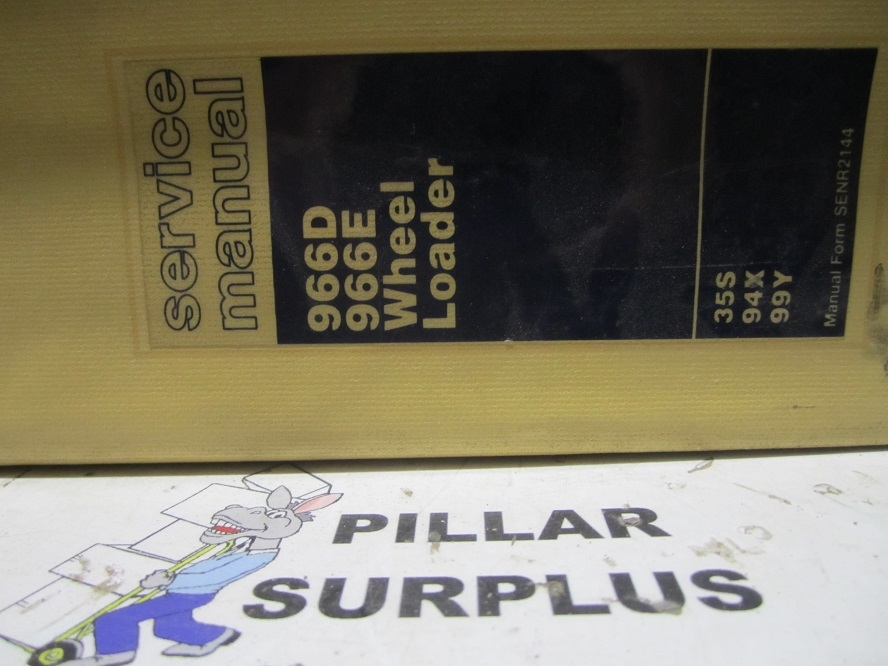 service
manual
966D
966E
Wheel
Loader
35S
94X
99Y
Manual Form SENR2144
PILLAR
SURPLUS